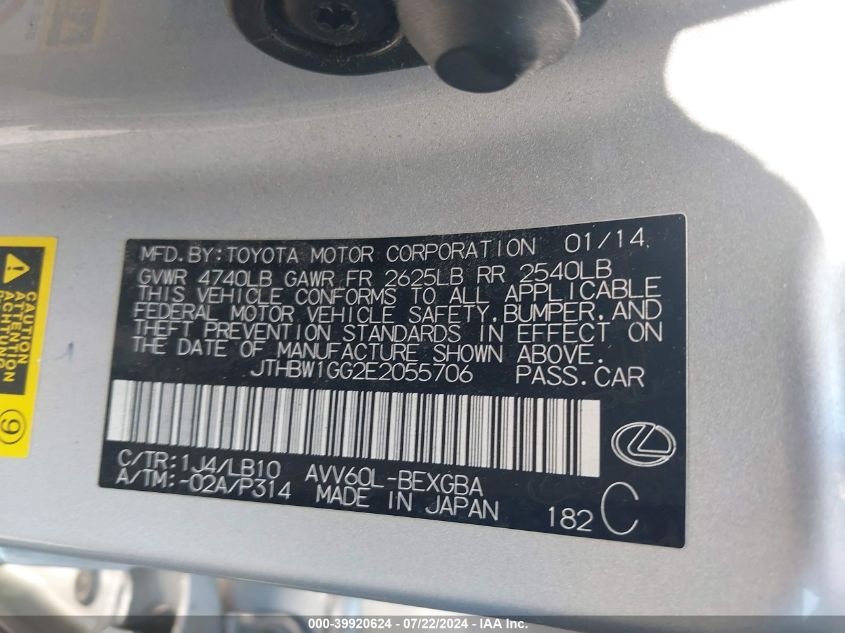 MFD.BY:TOYOTA MOTOR CORPORATION 01/14
GVWR 4740LB GAWR FR 2625LB RR 2540LB
THIS VEHICLE CONFORMS TO ALL APPLICABLE
FEDERAL MOTOR VEHICLE SAFETY,BUMPER,AND
THEFT PREVENTION STANDARDS IN EFFECT ON
THE DATE OF MANUFACTURE SHOWN ABOVE.
JTHBW1GG2E2055706 PASS.CAR
C/TR:1J4/LB10 AVV60L-BEXGBA
A/TM:-02A/P314 MADE IN JAPAN
182 C
CAUTION
ATTENTION
ACHTUNG
9
000-39920624 - 07/22/2024 - IAA Inc.